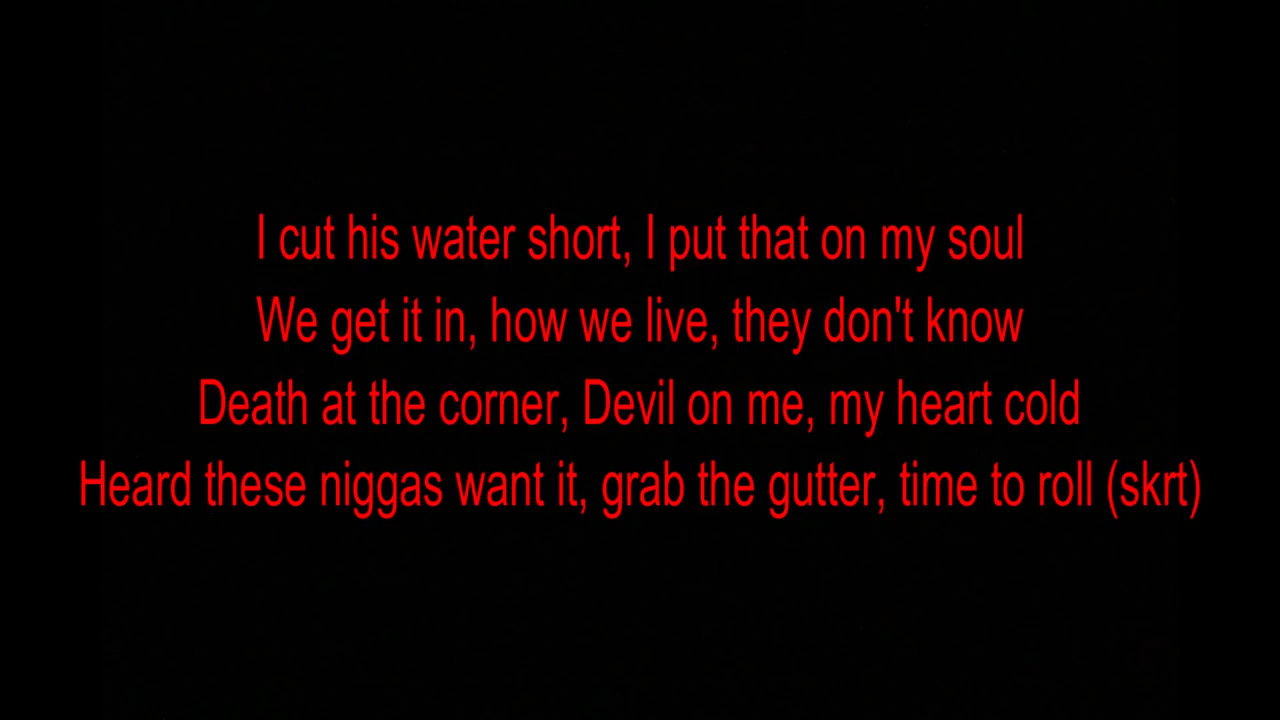 I cut his water short, I put that on my soul
We get it in, how we live, they don't know
Death at the corner, Devil on me, my heart cold
Heard these niggas want it, grab the gutter, time to roll (skrt)